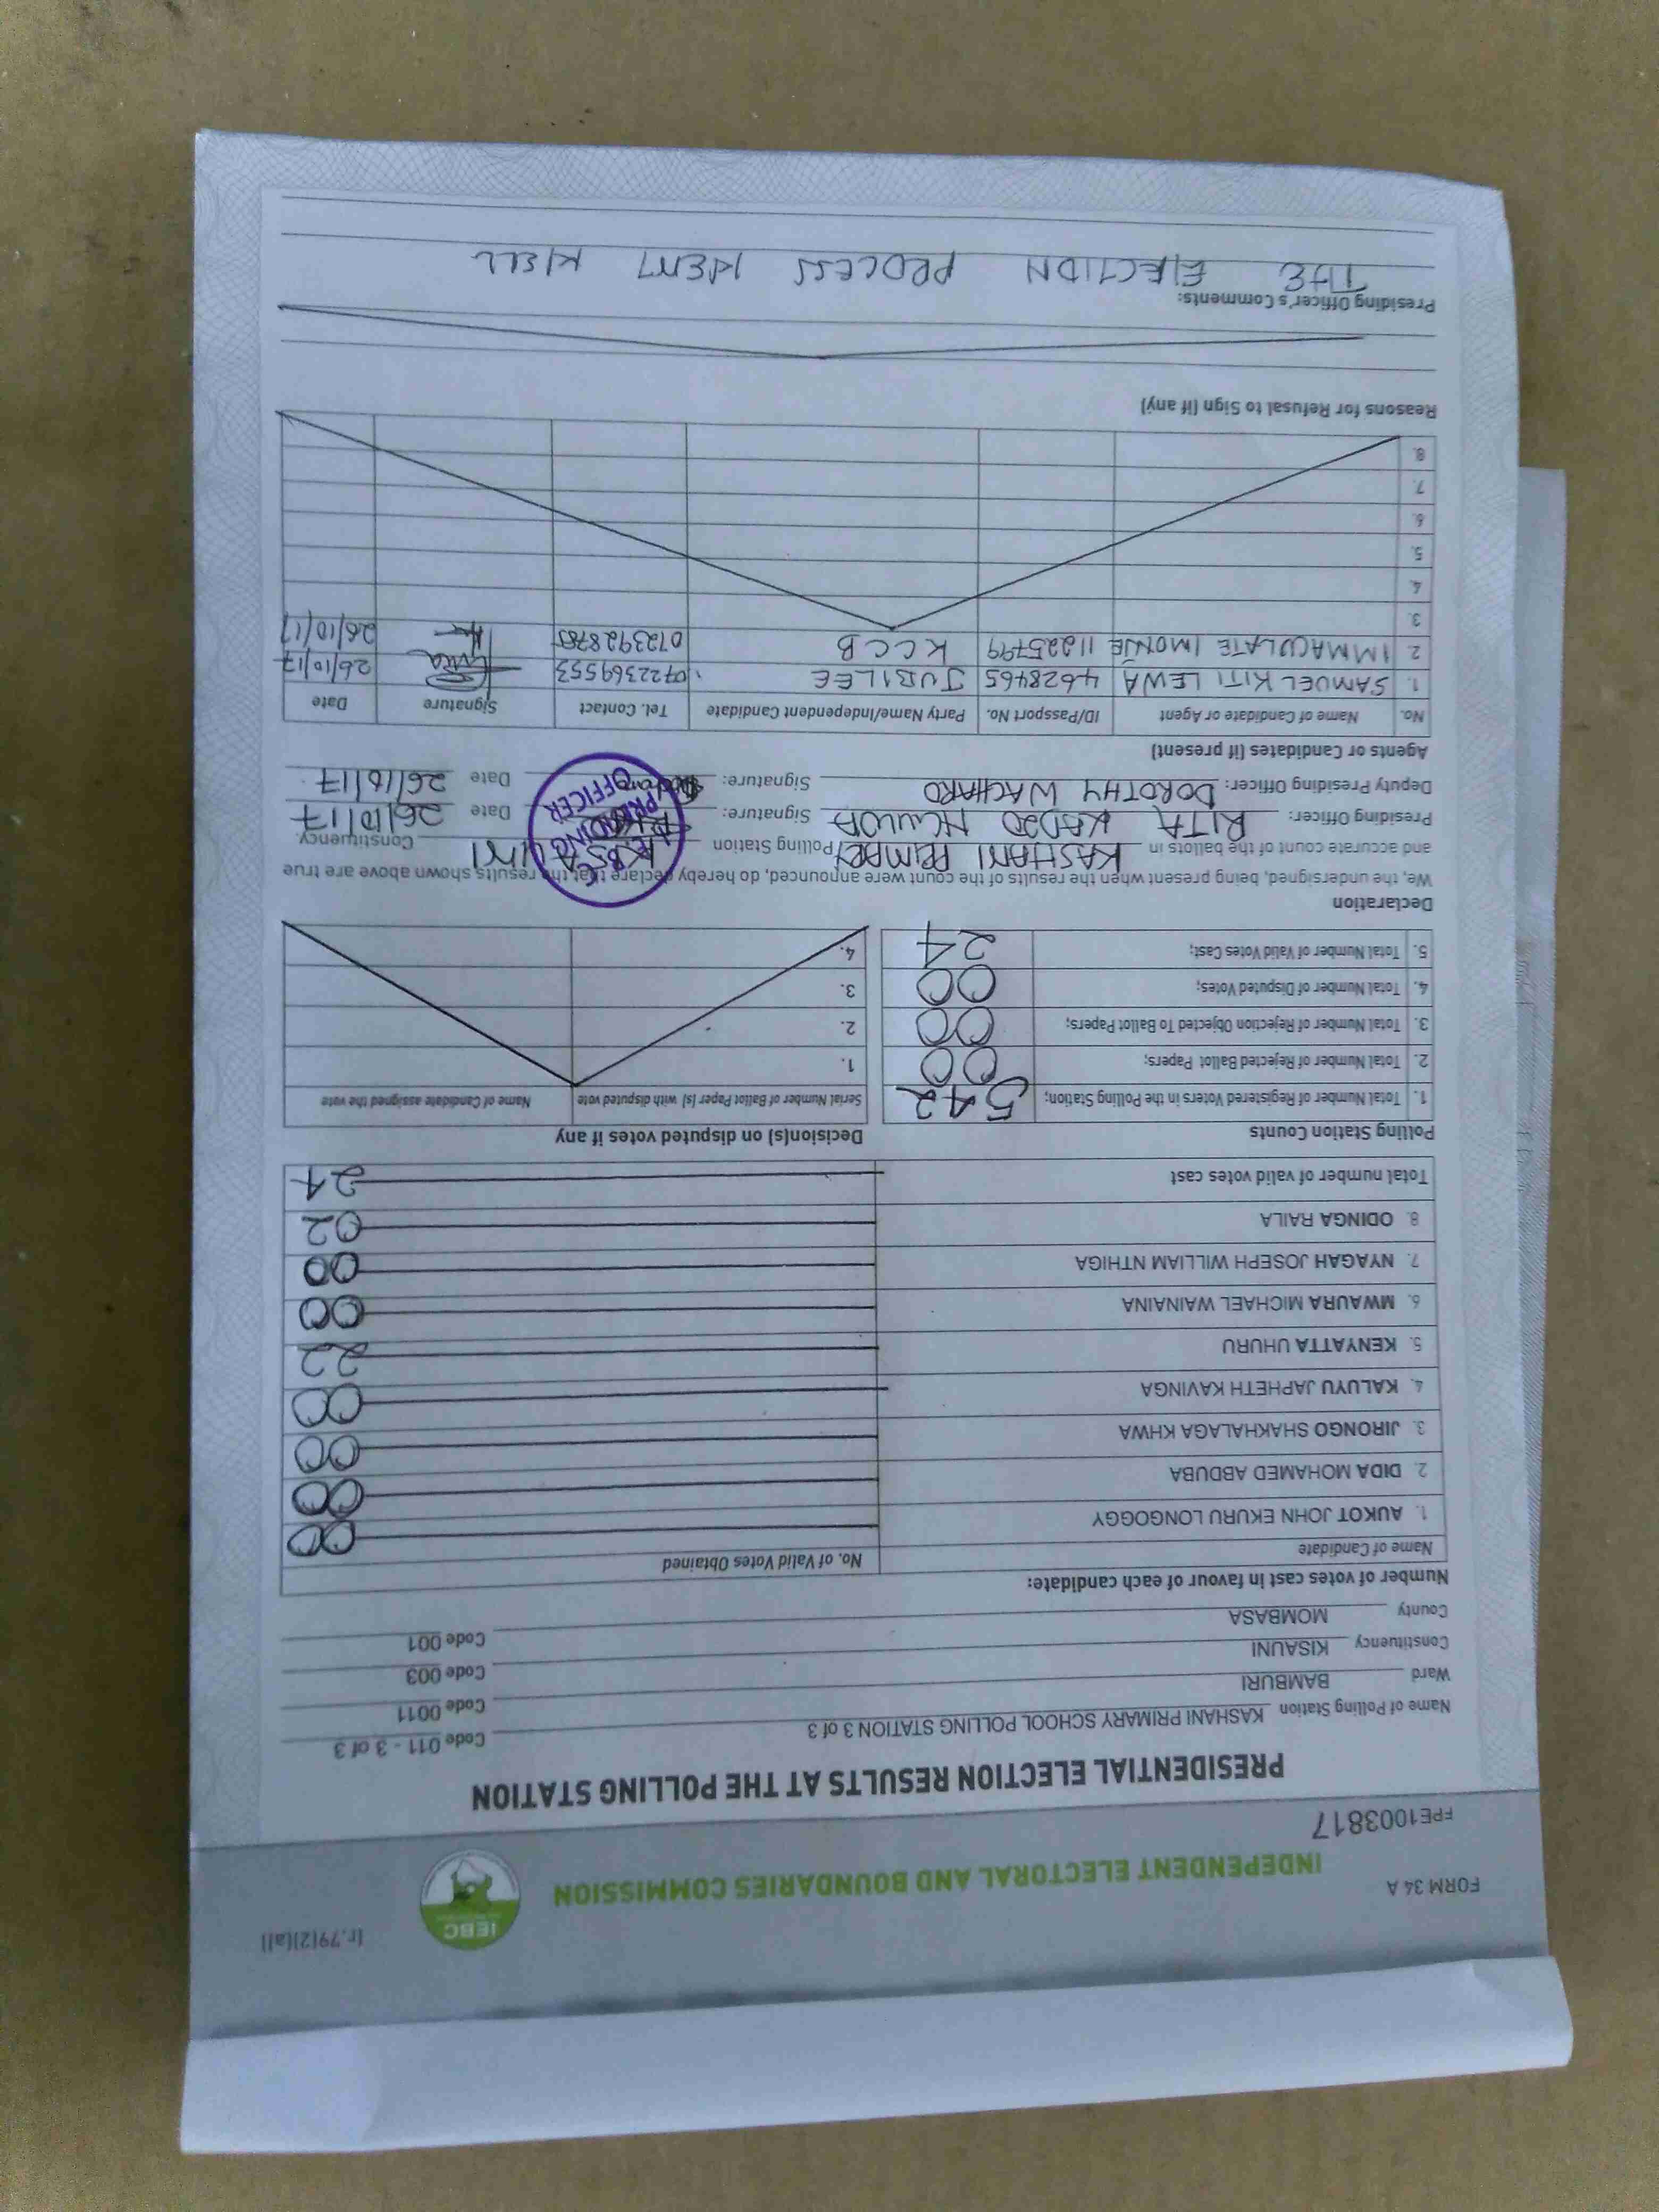 FORM 34 A
(r.79(2)(a))
IEBC
INDEPENDENT ELECTORAL AND BOUNDARIES COMMISSION
FPE1003817
PRESIDENTIAL ELECTION RESULTS AT THE POLLING STATION
Name of Polling Station KASHANI PRIMARY SCHOOL POLLING STATION 3 of 3 Code 011 - 3 of 3
Ward BAMBURI Code 0011
Constituency KISAUNI Code 003
County MOMBASA Code 001
Number of votes cast in favour of each candidate:
Name of Candidate No. of Valid Votes Obtained
1. AUKOT JOHN EKURU LONGOGGY 00
2. DIDA MOHAMED ABDUBA 00
3. JIRONGO SHAKHALAGA KHWA 00
4. KALUYU JAPHETH KAVINGA 00
5. KENYATTA UHURU 22
6. MWAURA MICHAEL WAINAINA 00
7. NYAGAH JOSEPH WILLIAM NTHIGA 00
8. ODINGA RAILA 02
Total number of valid votes cast 24
Polling Station Counts
1. Total Number of Registered Voters in the Polling Station; 542
2. Total Number of Rejected Ballot Papers; 00
3. Total Number of Rejection Objected To Ballot Papers; 00
4. Total Number of Disputed Votes; 00
5. Total Number of Valid Votes Cast; 24
Decision(s) on disputed votes if any
Serial Number of Ballot Paper (s) with disputed vote Name of Candidate assigned the vote
1.
2.
3.
4.
Declaration
We, the undersigned, being present when the results of the count were announced, do hereby declare that the results shown above are true
and accurate count of the ballots in KASHANI PRIMARY Polling Station KISAUNI Constituency.
Presiding Officer: RITA KADZO Signature: Date 26/10/17
Deputy Presiding Officer: DOROTHY WACHARO Signature: Date 26/10/17
PRESIDING OFFICER
Agents or Candidates (if present)
No. Name of Candidate or Agent ID/Passport No. Party Name/Independent Candidate Tel. Contact Signature Date
1. SAMUEL KITI LEWA 4628465 JUBILEE 0722369553 26/10/17
2. IMMACULATE IMONJE 11225799 KCCB 26/10/17
3.
4.
5.
6.
7.
8.
Reasons for Refusal to Sign (if any)
Presiding Officer's Comments:
THE ELECTION PROCESS WENT WELL